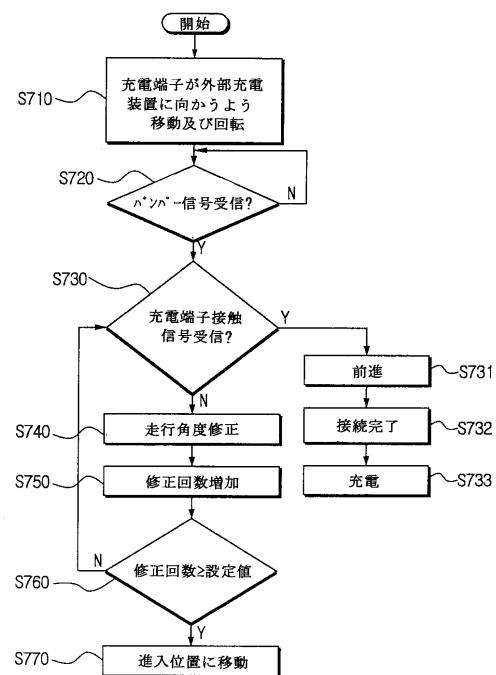 開始
S710
充電端子が外部充電
装置に向かうよう
移動及び回転
S720
バンパー信号受信?
N
Y
S730
充電端子接触
信号受信?
Y
N
前進
S731
走行角度修正
S740
接続完了
S732
修正回数増加
S750
充電
S733
N
修正回数≥設定値
S760
Y
進入位置に移動
S770